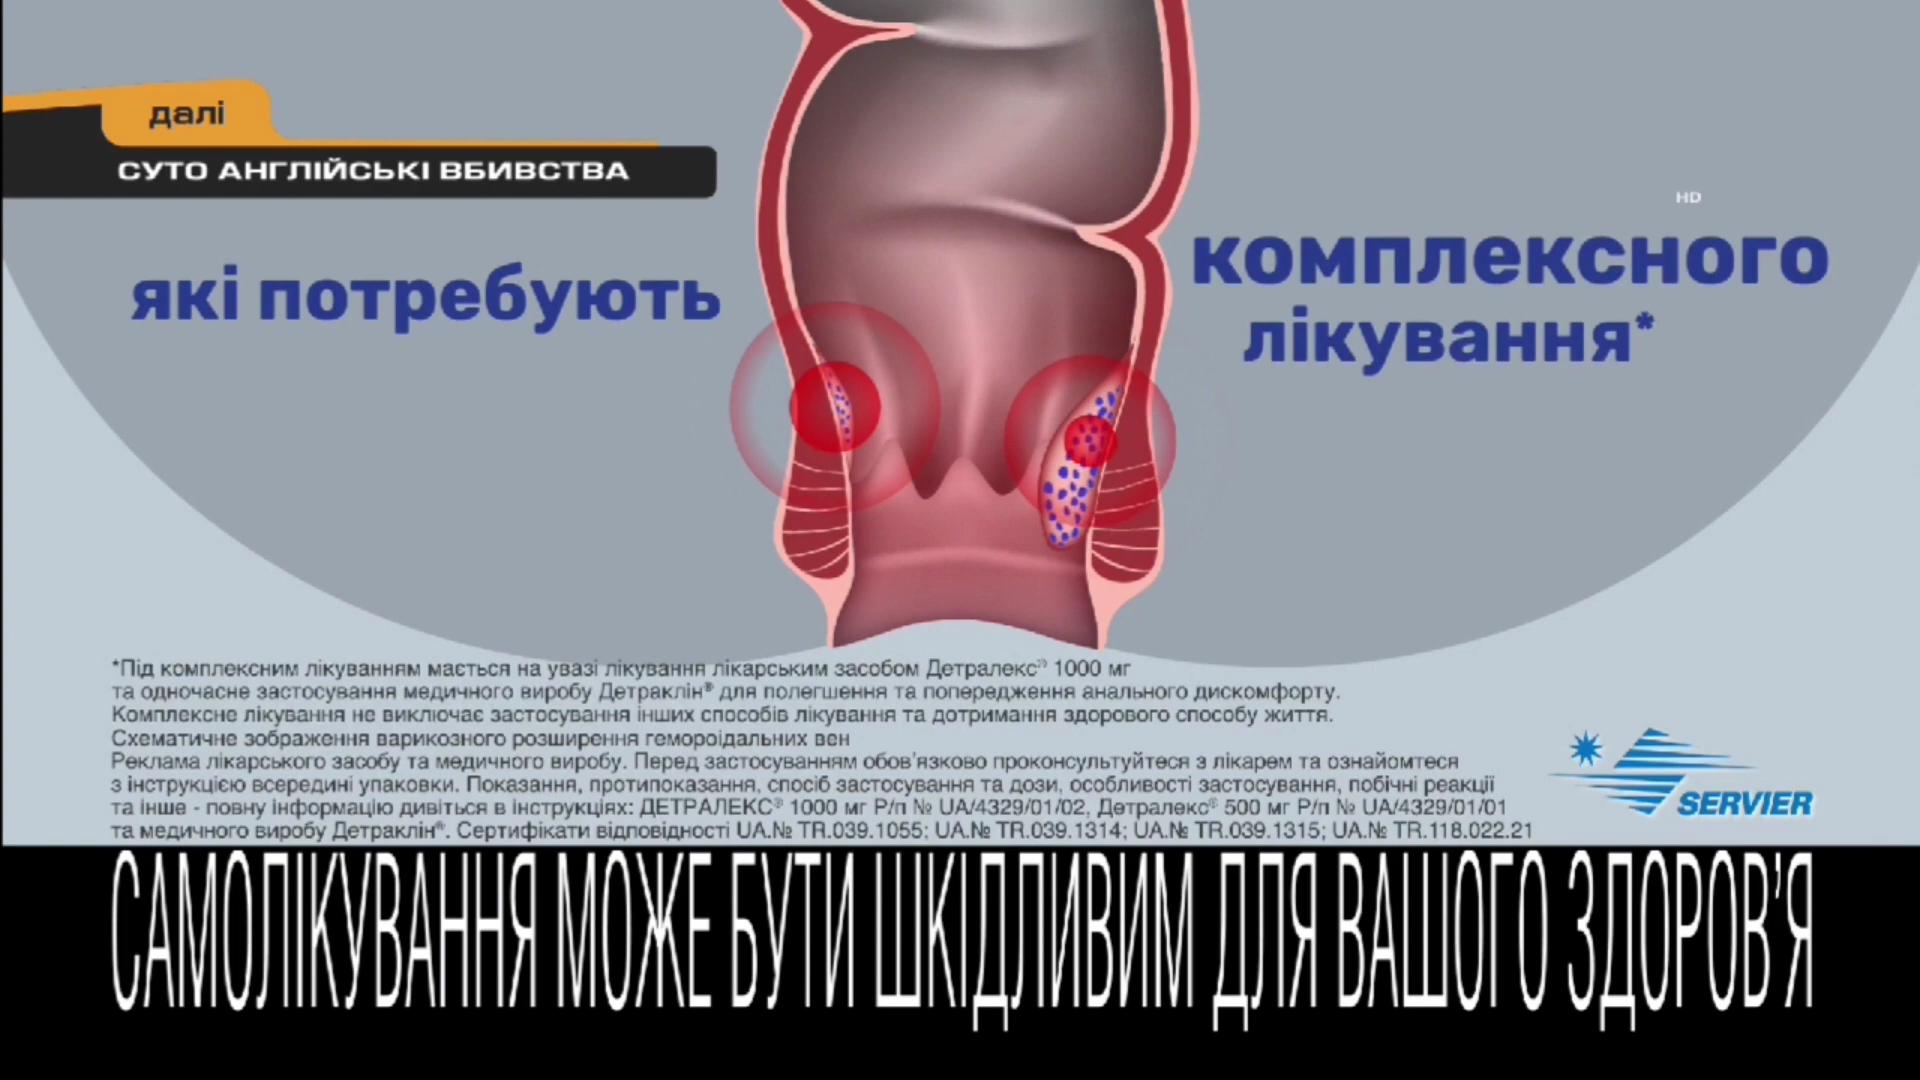 далі
СУТО АНГЛІЙСЬКІ ВБИВСТВА
HD
які потребують
комплексного
лікування*
*Під комплексним лікуванням мається на увазі лікування лікарським засобом Детралекс® 1000 мг
та одночасне застосування медичного виробу Детраклін® для полегшення та попередження анального дискомфорту.
Комплексне лікування не виключає застосування інших способів лікування та дотримання здорового способу життя.
Схематичне зображення варикозного розширення гемороїдальних вен
Реклама лікарського засобу та медичного виробу. Перед застосуванням обов'язково проконсультуйтеся з лікарем та ознайомтеся
з інструкцією всередині упаковки. Показання, протипоказання, спосіб застосування та дози, особливості застосування, побічні реакції
та інше - повну інформацію дивіться в інструкціях: ДЕТРАЛЕКС® 1000 мг Р/п № UA/4329/01/02, Детралекс® 500 мг Р/п № UA/4329/01/01
та медичного виробу Детраклін®. Сертифікати відповідності UA.№ TR.039.1055; UA.№ TR.039.1314; UA.№ TR.039.1315; UA.№ TR.118.022.21
SERVIER
САМОЛІКУВАННЯ МОЖЕ БУТИ ШКІДЛИВИМ ДЛЯ ВАШОГО ЗДОРОВ'Я